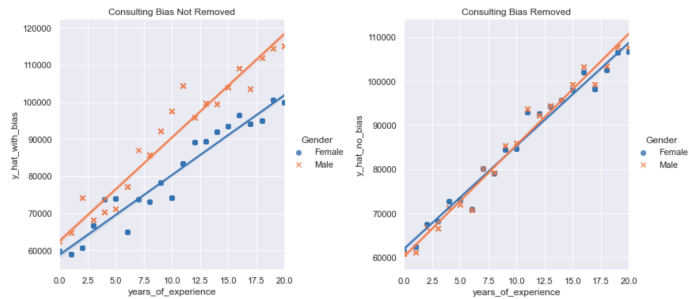 Consulting Bias Not Removed
120000
110000
100000
90000
80000
70000
60000
y_hat_with_bias
0.0 2.5 5.0 7.5 10.0 12.5 15.0 17.5 20.0
years_of_experience
Gender
Female
Male
Consulting Bias Removed
110000
100000
90000
80000
70000
60000
y_hat_no_bias
0.0 2.5 5.0 7.5 10.0 12.5 15.0 17.5 20.0
years_of_experience
Gender
Female
Male